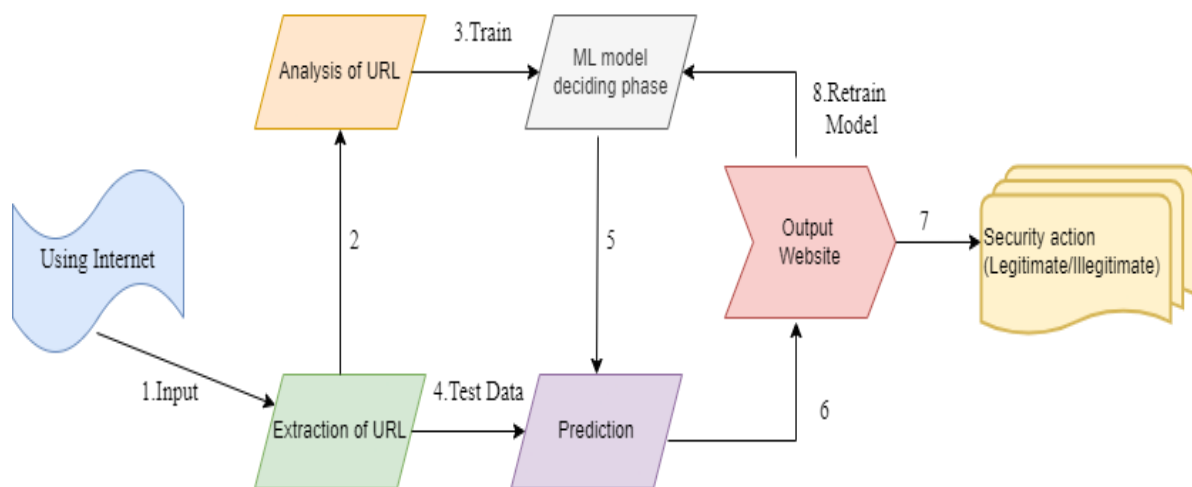 3.Train
Analysis of URL
ML model
deciding phase
8.Retrain
Model
Using Internet
2
5
Output
Website
7
Security action
(Legitimate/Illegitimate)
1.Input
Extraction of URL
4.Test Data
Prediction
6